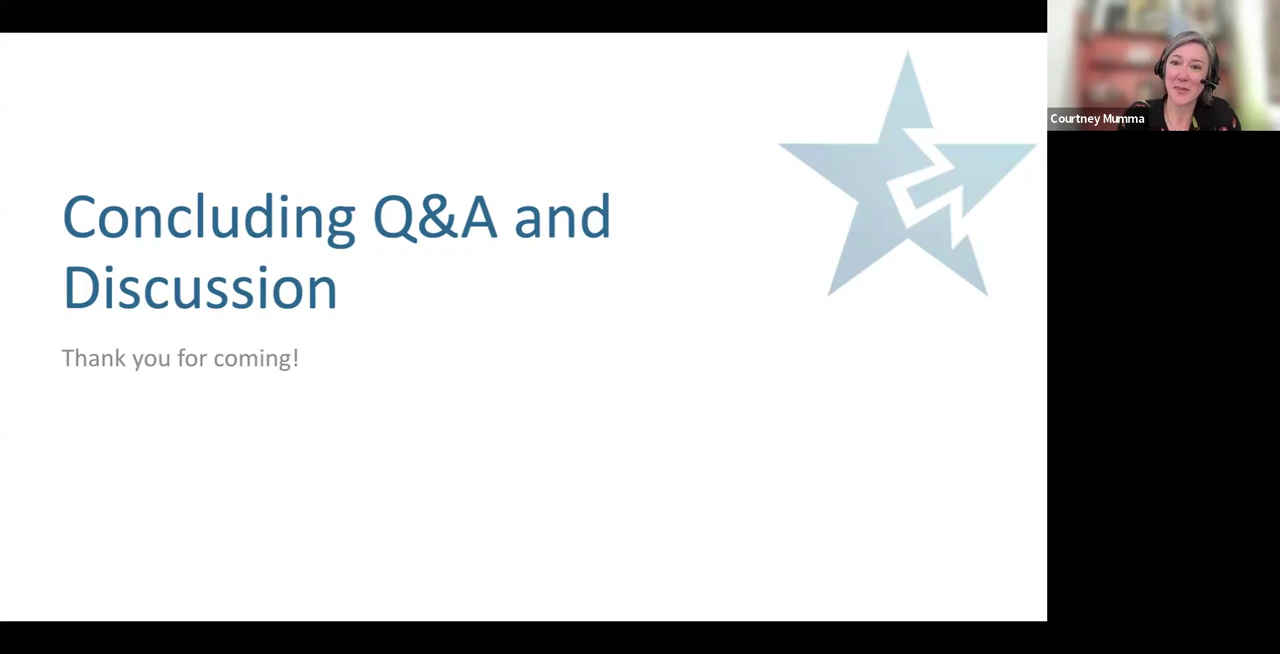 Concluding Q&A and
Discussion
Thank you for coming!
Courtney Mumma